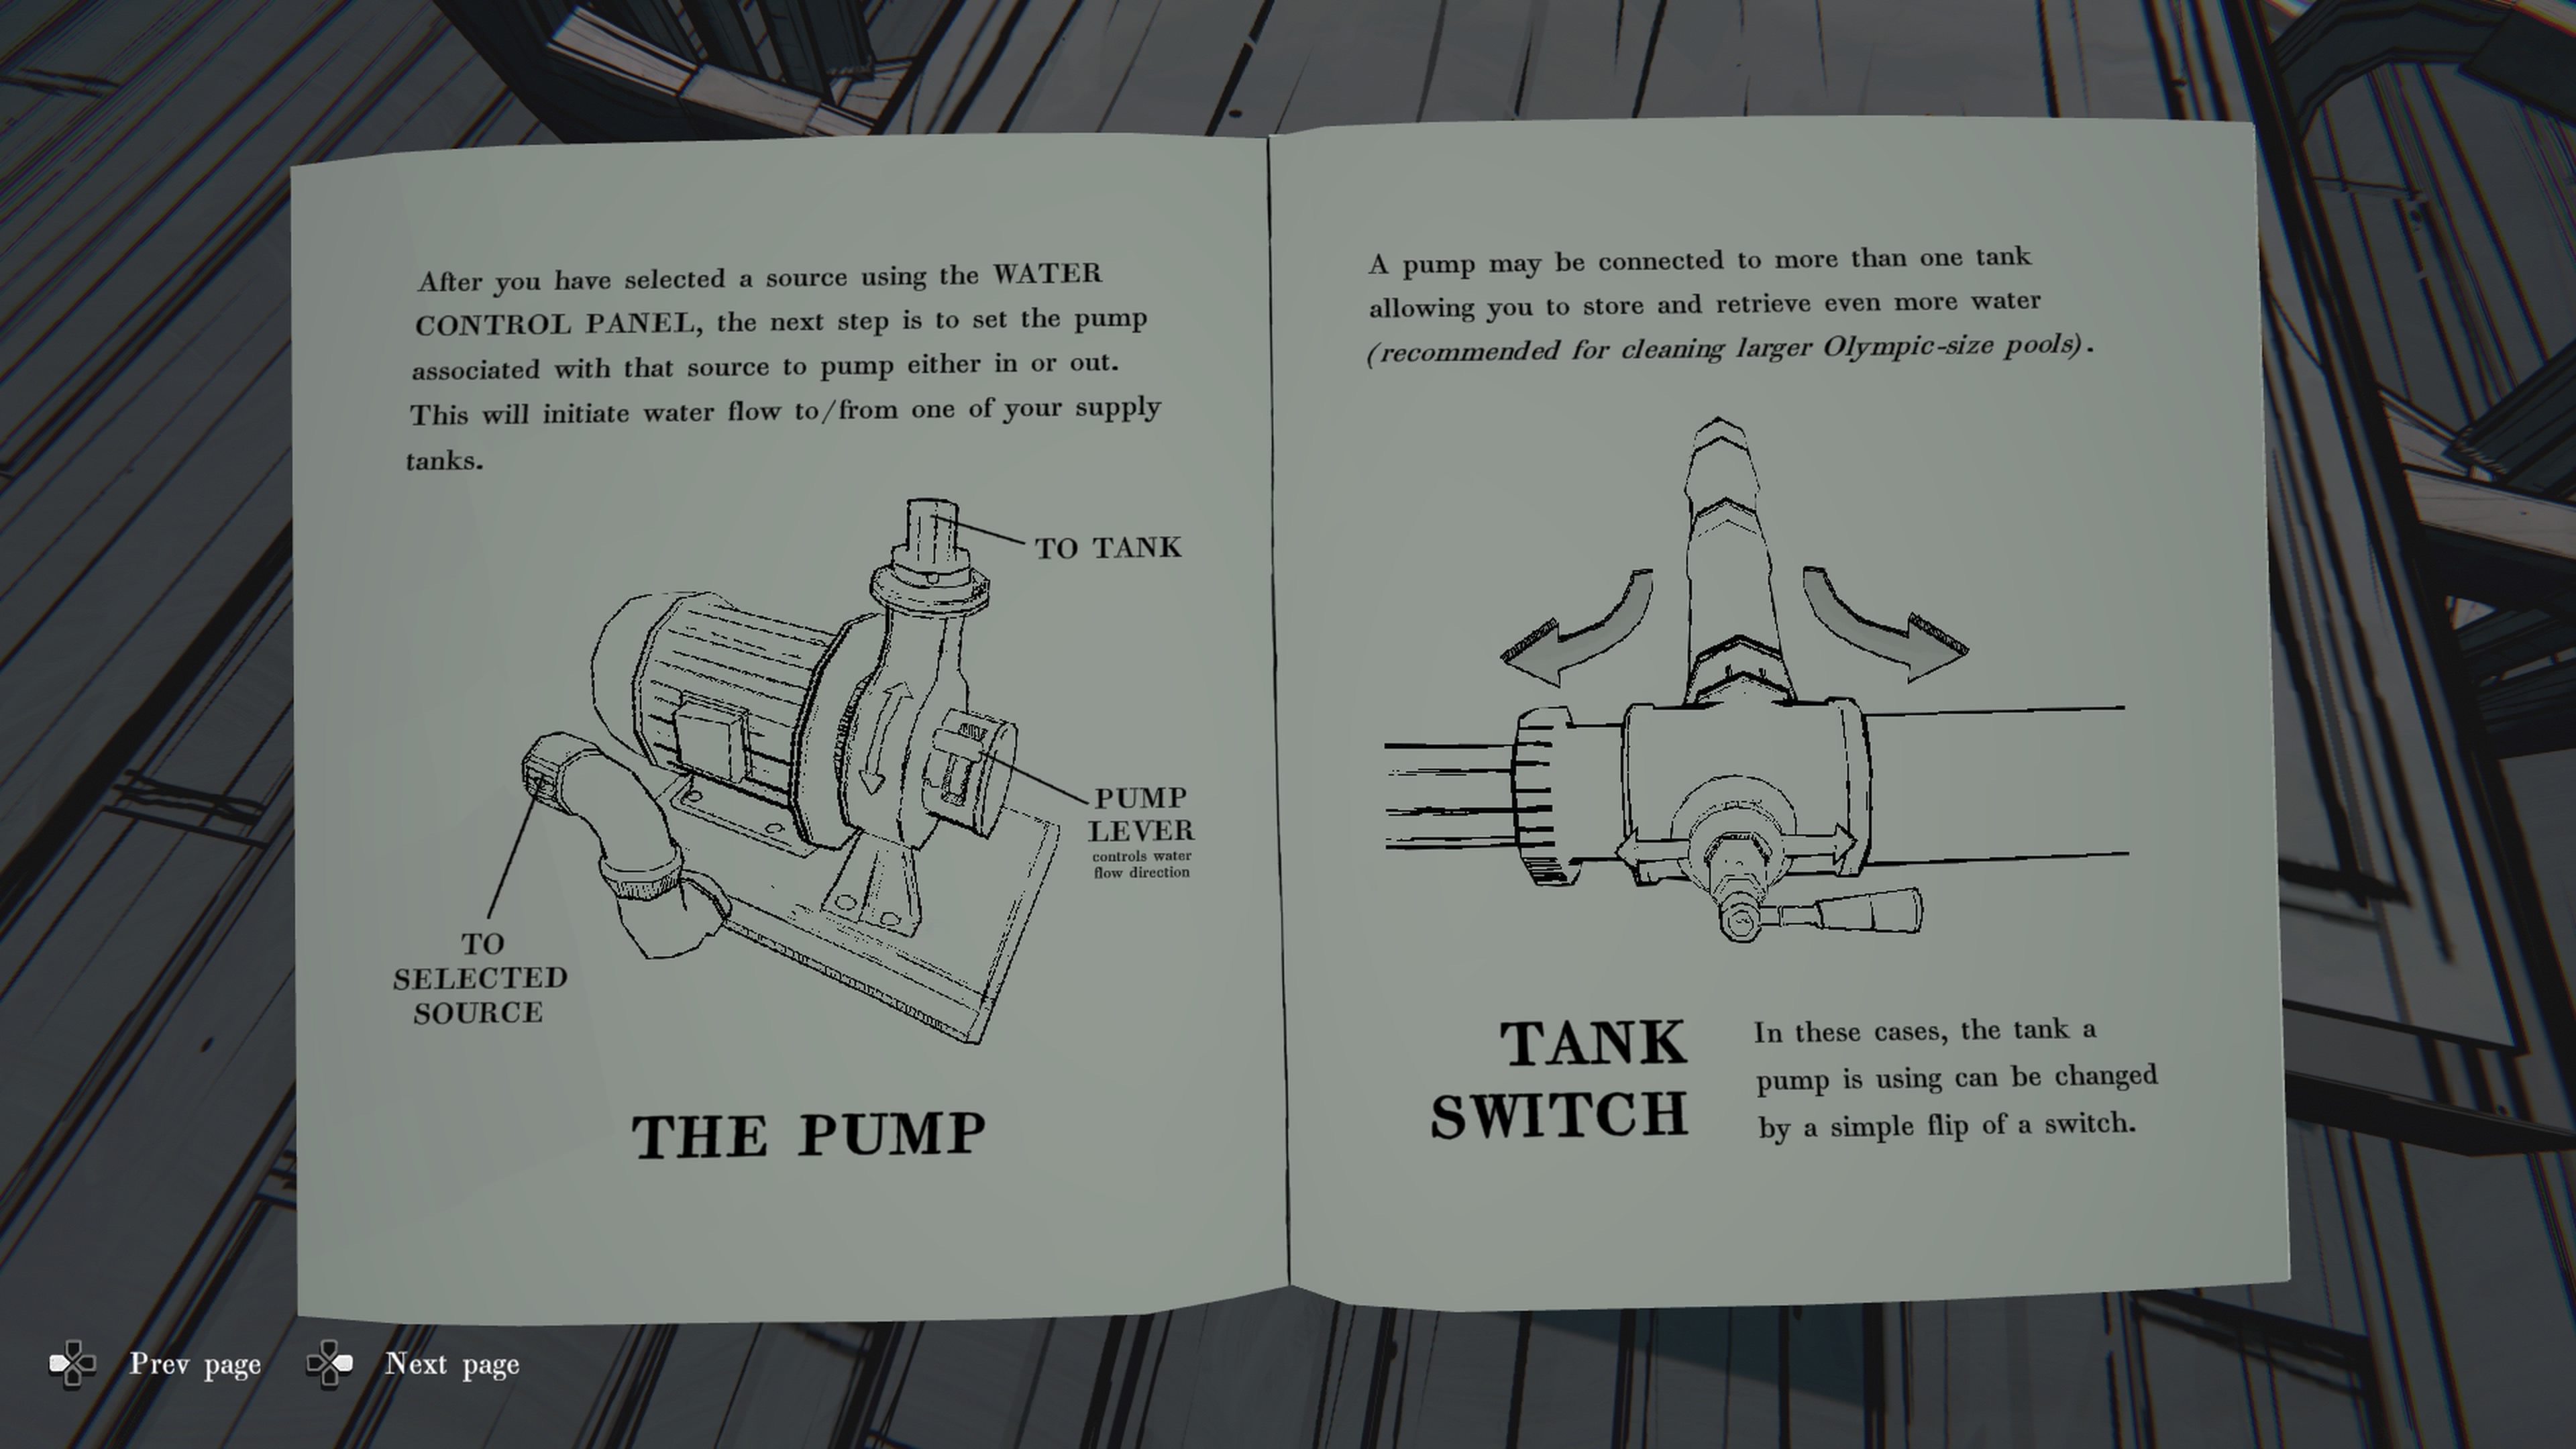 After you have selected a source using the WATER
CONTROL PANEL, the next step is to set the pump
associated with that source to pump either in or out.
This will initiate water flow to/from one of your supply
tanks.
TO TANK
PUMP
LEVER
controls water
flow direction
TO
SELECTED
SOURCE
THE PUMP
A pump may be connected to more than one tank
allowing you to store and retrieve even more water
(recommended for cleaning larger Olympic-size pools).
TANK
SWITCH
In these cases, the tank a
pump is using can be changed
by a simple flip of a switch.
Prev page
Next page